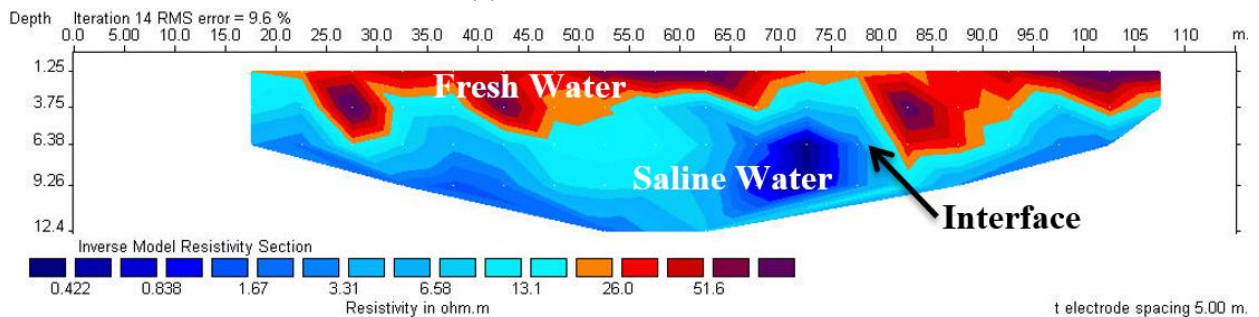 Depth Iteration 14 RMS error = 9.6 %
0.0 5.00 10.0 15.0 20.0 25.0 30.0 35.0 40.0 45.0 50.0 55.0 60.0 65.0 70.0 75.0 80.0 85.0 90.0 95.0 100.0 105 110 m.
1.25
Fresh Water
3.75
6.38
Saline Water
9.26
Interface
12.4
Inverse Model Resistivity Section
0.422 0.838 1.67 3.31 6.58 13.1 26.0 51.6
Resistivity in ohm.m t electrode spacing 5.00 m.